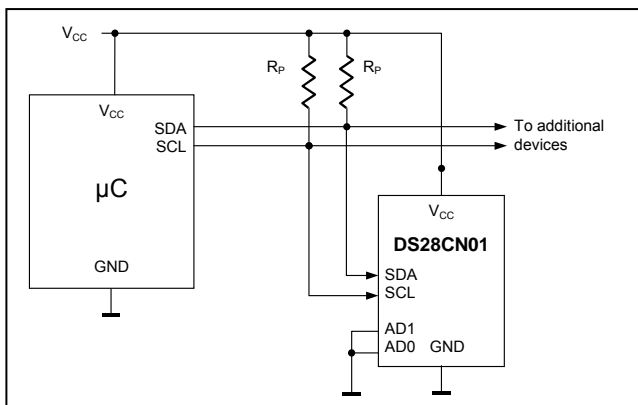 VCC
RP RP
VCC
SDA
SCL
To additional
devices
µC
VCC
DS28CN01
GND
SDA
SCL
AD1
AD0 GND